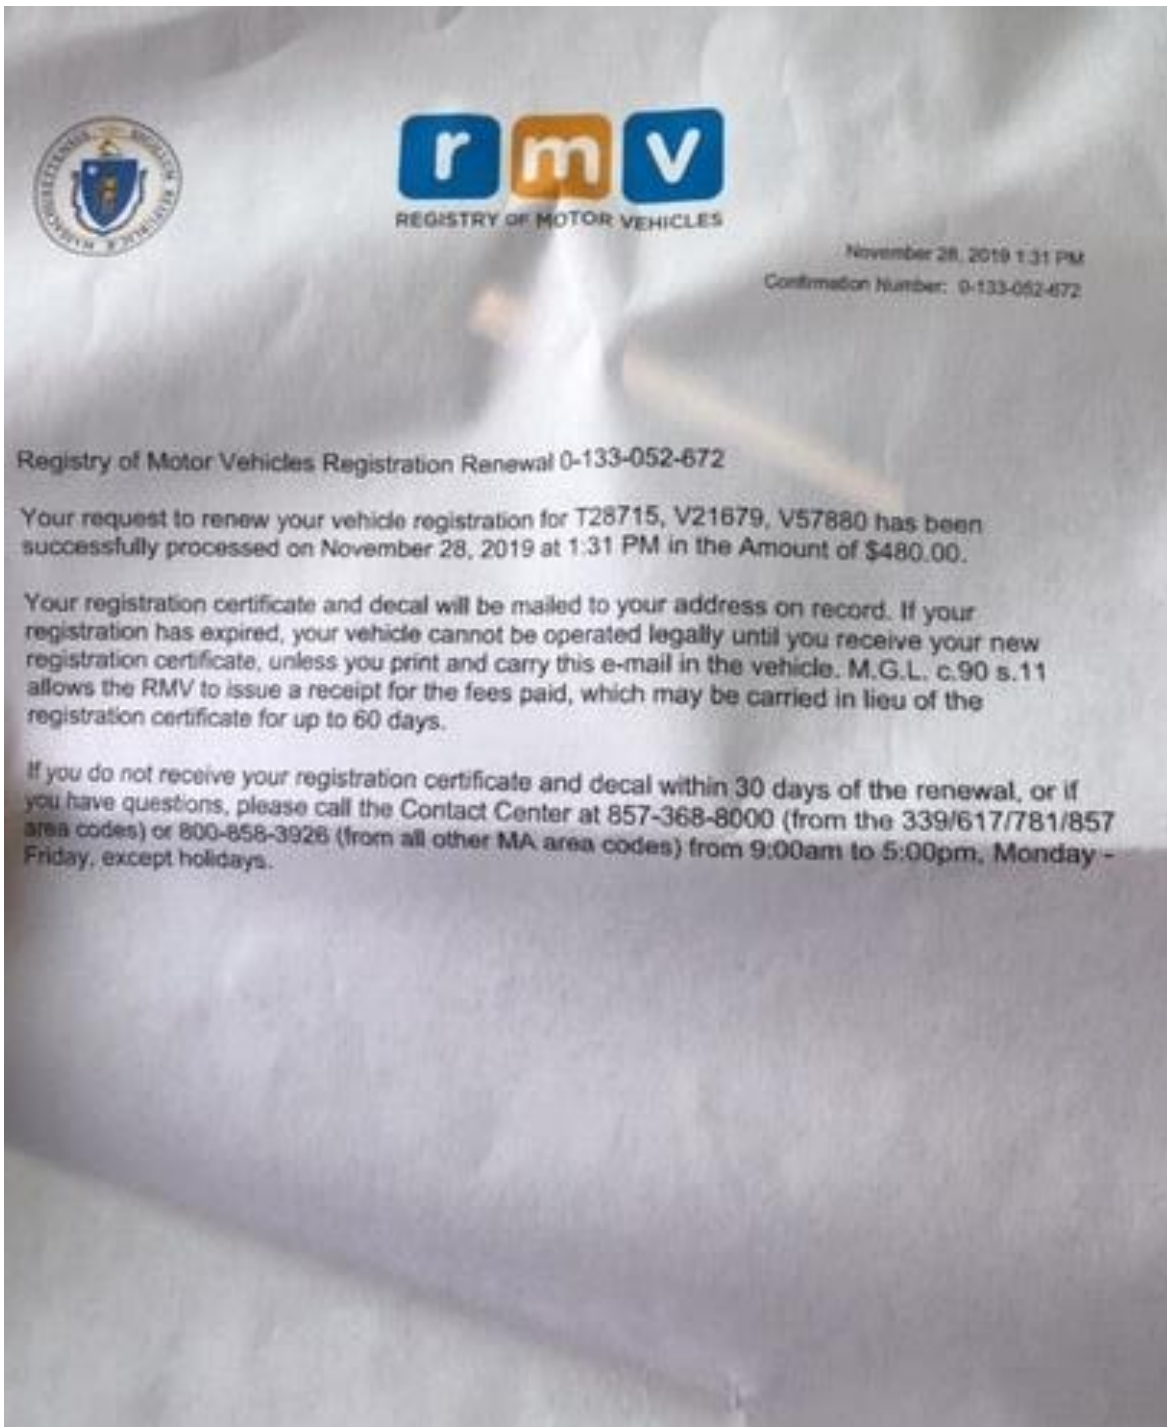 rmv
REGISTRY OF MOTOR VEHICLES
November 28, 2019 1:31 PM
Confirmation Number: 0-133-052-672
Registry of Motor Vehicles Registration Renewal 0-133-052-672
Your request to renew your vehicle registration for T28715, V21679, V57880 has been
successfully processed on November 28, 2019 at 1:31 PM in the Amount of $480.00.
Your registration certificate and decal will be mailed to your address on record. If your
registration has expired, your vehicle cannot be operated legally until you receive your new
registration certificate, unless you print and carry this e-mail in the vehicle. M.G.L. c.90 s.11
allows the RMV to issue a receipt for the fees paid, which may be carried in lieu of the
registration certificate for up to 60 days.
If you do not receive your registration certificate and decal within 30 days of the renewal, or if
you have questions, please call the Contact Center at 857-368-8000 (from the 339/617/781/857
area codes) or 800-858-3926 (from all other MA area codes) from 9:00am to 5:00pm, Monday -
Friday, except holidays.